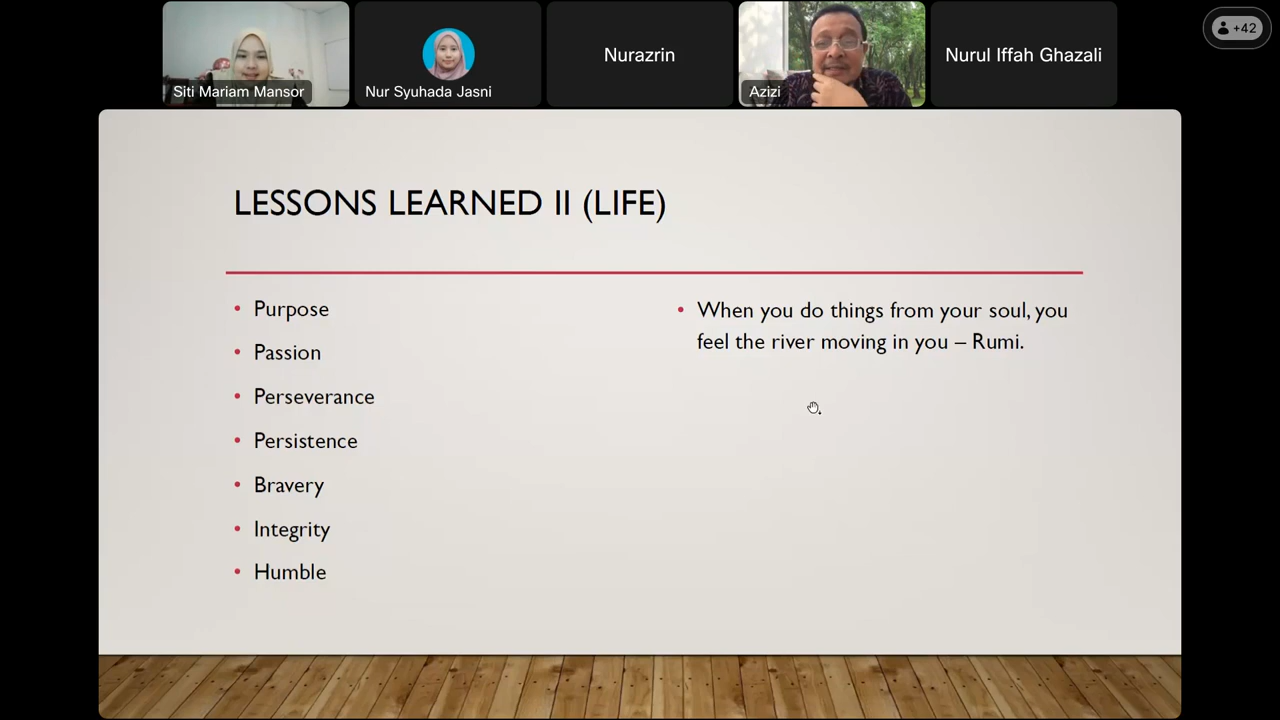 Siti Mariam Mansor
Nur Syuhada Jasni
Nurazrin
Azizi
Nurul Iffah Ghazali
+42
LESSONS LEARNED II (LIFE)
• Purpose
• Passion
• Perseverance
• Persistence
• Bravery
• Integrity
• Humble
• When you do things from your soul, you
feel the river moving in you – Rumi.